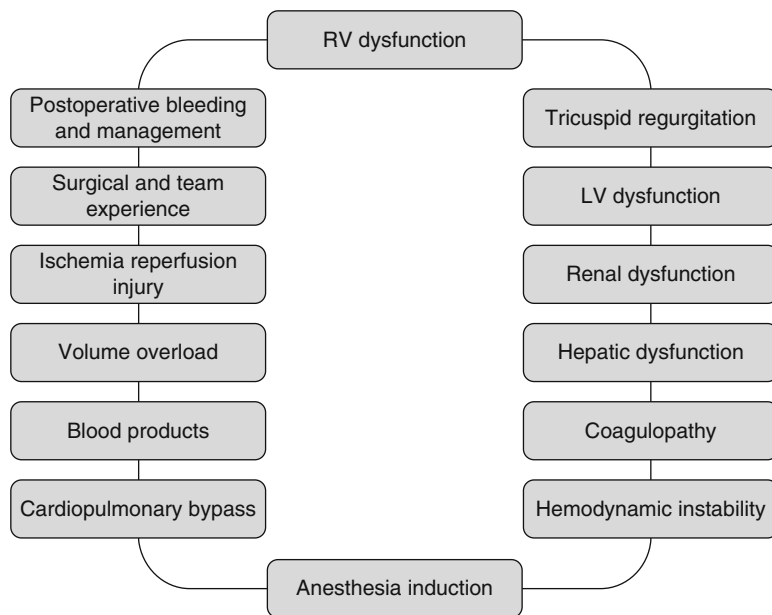 RV dysfunction
Postoperative bleeding
and management
Tricuspid regurgitation
Surgical and team
experience
LV dysfunction
Ischemia reperfusion
injury
Renal dysfunction
Volume overload
Hepatic dysfunction
Blood products
Coagulopathy
Cardiopulmonary bypass
Hemodynamic instability
Anesthesia induction